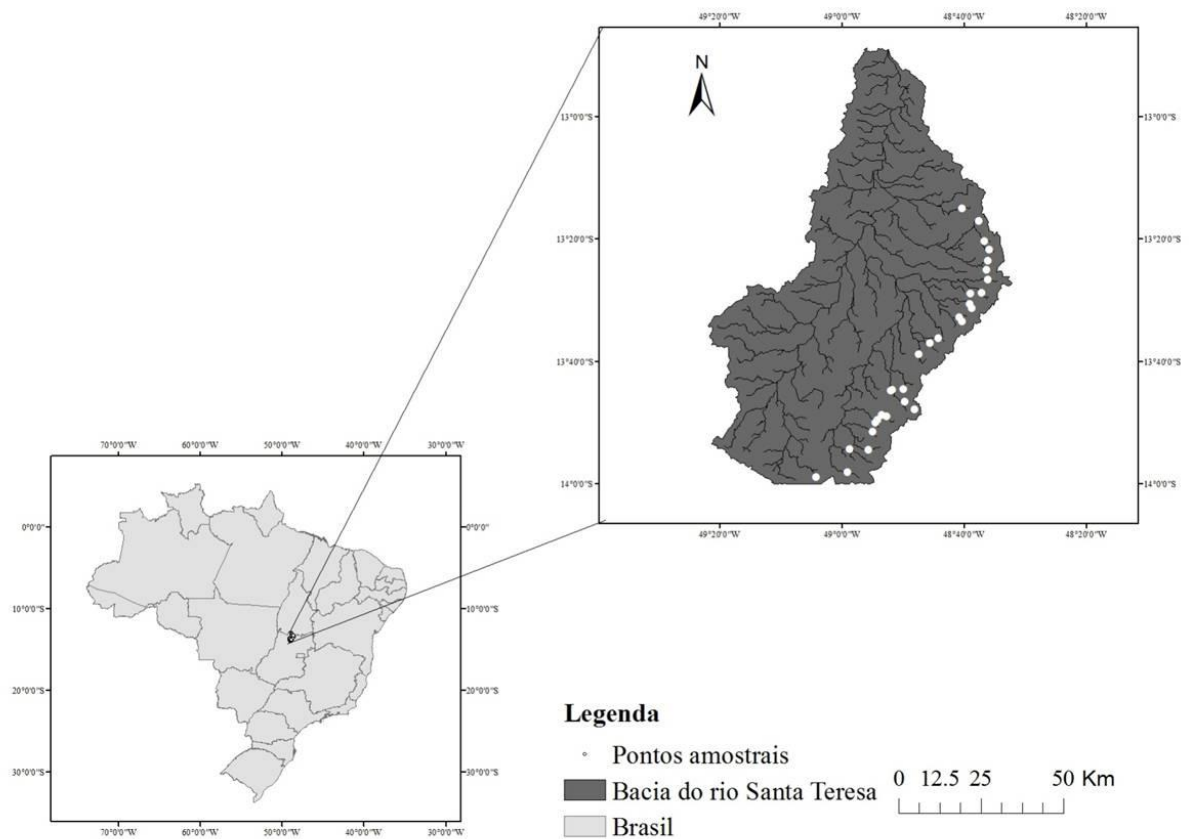 49°20'0"W 49°0'0"W 48°40'0"W 48°20'0"W
N
13°0'0"S 13°0'0"S
13°20'0"S 13°20'0"S
13°40'0"S 13°40'0"S
14°0'0"S 14°0'0"S
49°20'0"W 49°0'0"W 48°40'0"W 48°20'0"W
70°0'0"W 60°0'0"W 50°0'0"W 40°0'0"W 30°0'0"W
0°0'0" 0°0'0"
10°0'0"S 10°0'0"S
20°0'0"S 20°0'0"S
30°0'0"S 30°0'0"S
70°0'0"W 60°0'0"W 50°0'0"W 40°0'0"W 30°0'0"W
Legenda
Pontos amostrais
Bacia do rio Santa Teresa
Brasil
0 12.5 25 50 Km